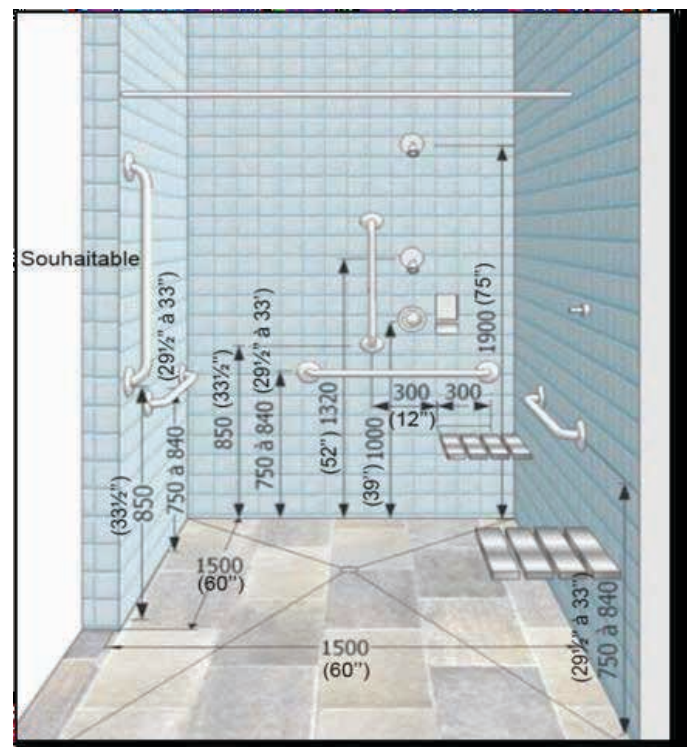 Souhaitable
(33½")
850
750 à 840
(29½" à 33")
850 (33½")
750 à 840 (29½" à 33')
(52") 1320
(39") 1000
300
(12")
300
1900 (75")
1500
(60")
1500
(60")
(29½" à 33")
750 à 840